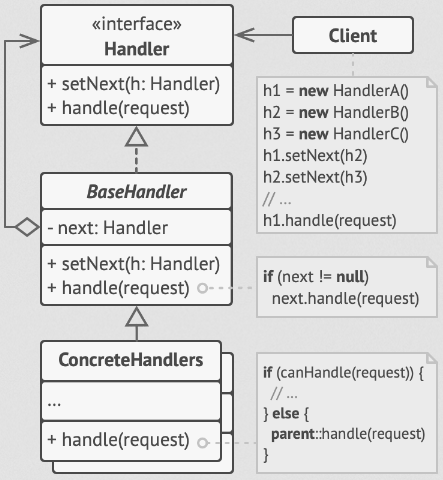 «interface»
Handler
+ setNext(h: Handler)
+ handle(request)
Client
h1 = new HandlerA()
h2 = new HandlerB()
h3 = new HandlerC()
h1.setNext(h2)
h2.setNext(h3)
// ...
h1.handle(request)
BaseHandler
- next: Handler
+ setNext(h: Handler)
+ handle(request)
if (next != null)
next.handle(request)
ConcreteHandlers
...
+ handle(request)
if (canHandle(request)) {
// ...
} else {
parent::handle(request)
}